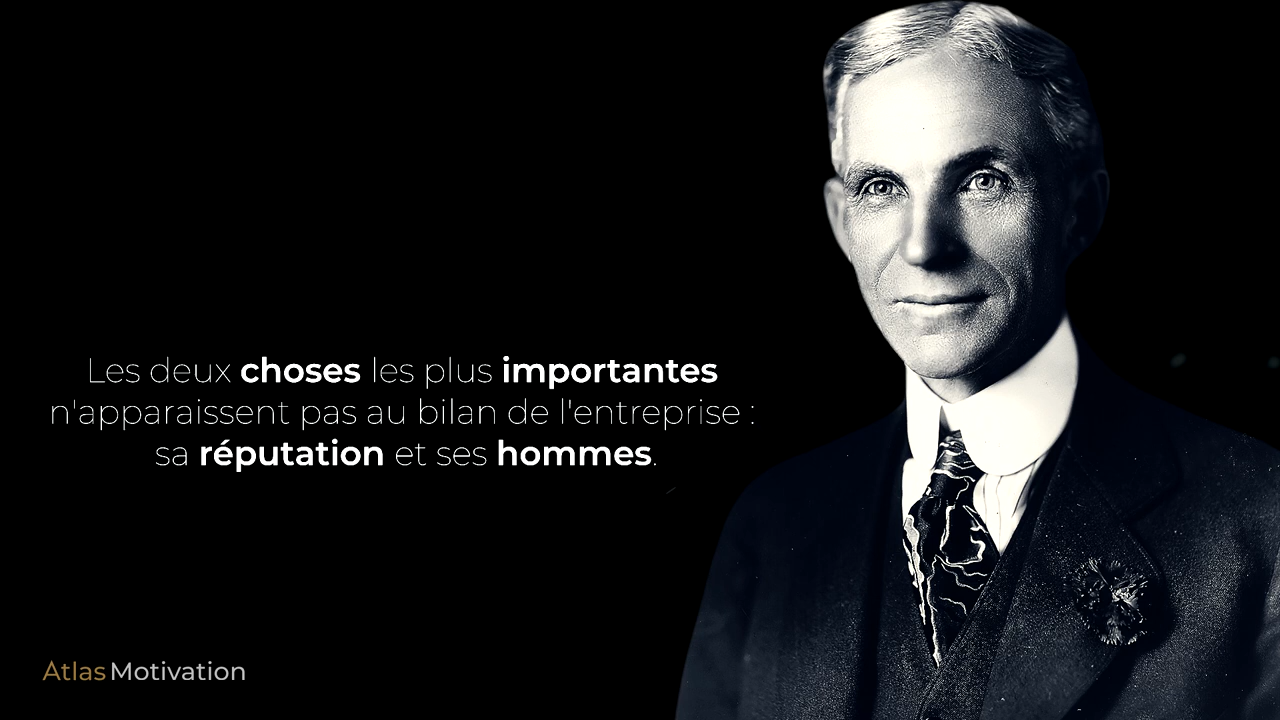 Les deux choses les plus importantes
n'apparaissent pas au bilan de l'entreprise :
sa réputation et ses hommes.
Atlas Motivation